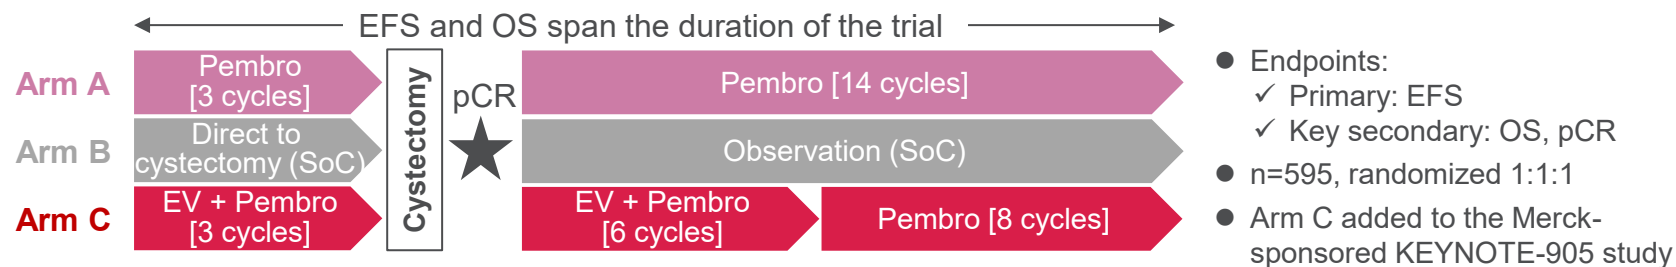 EFS and OS span the duration of the trial
Arm A
Pembro
[3 cycles]
Cystectomy
pCR
Pembro [14 cycles]
Arm B
Direct to
cystectomy (SoC)
Observation (SoC)
Arm C
EV + Pembro
[3 cycles]
EV + Pembro
[6 cycles]
Pembro [8 cycles]
● Endpoints:
✓ Primary: EFS
✓ Key secondary: OS, pCR
● n=595, randomized 1:1:1
● Arm C added to the Merck-
sponsored KEYNOTE-905 study